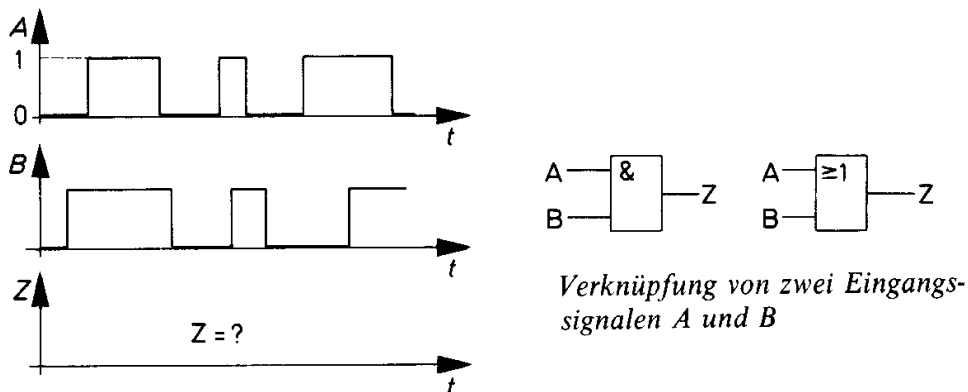 A
1
0
t
B
t
Z
Z = ?
t
A
B
&
Z
A
B
≥1
Z
Verknüpfung von zwei Eingangs-
signalen A und B